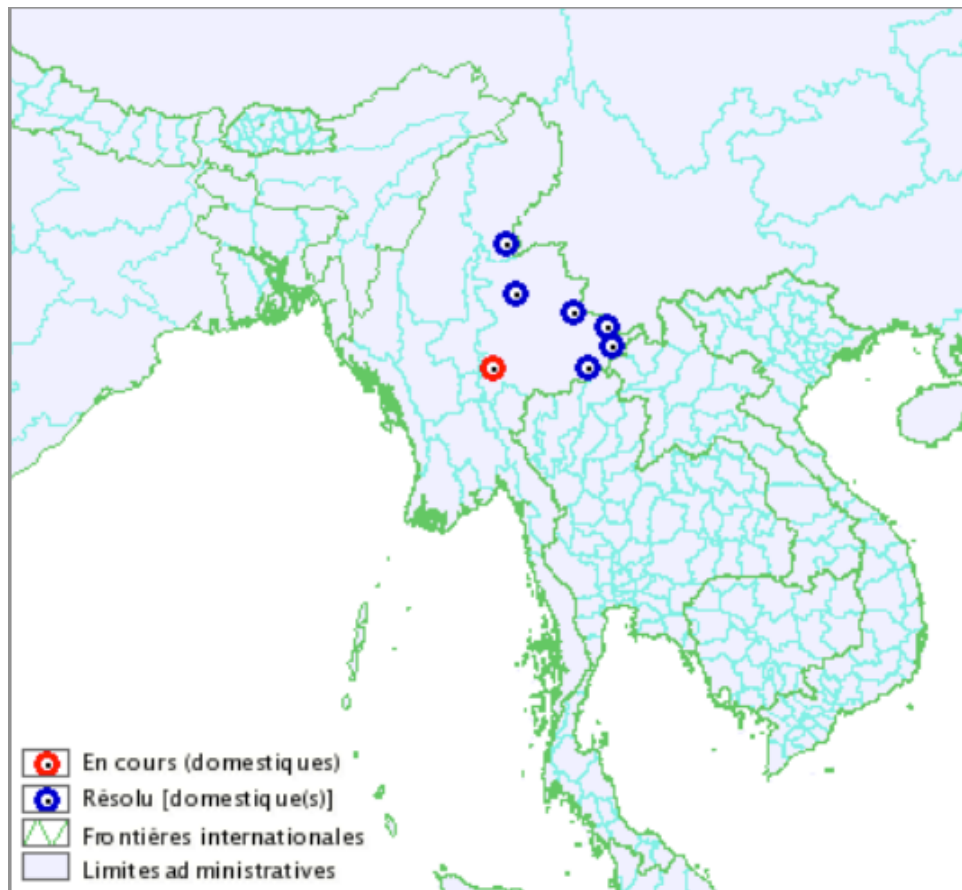 En cours (domestiques)
Résolu [domestique(s)]
Frontières internationales
Limites administratives